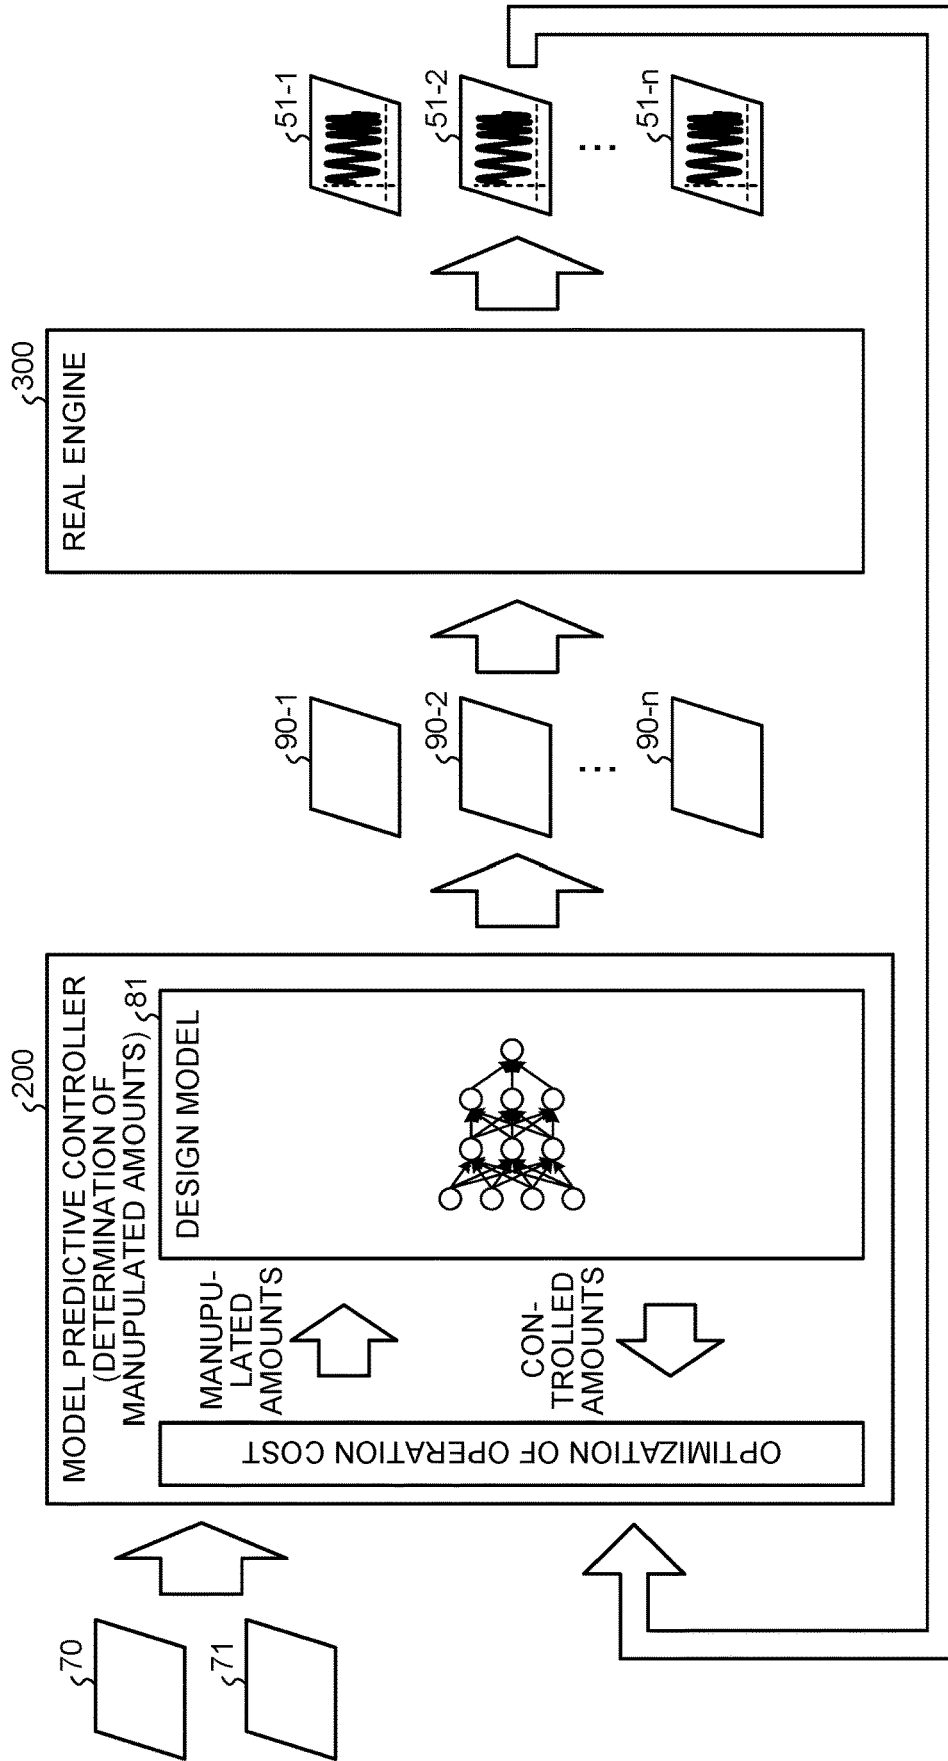 200
MODEL PREDICTIVE CONTROLLER
(DETERMINATION OF
MANUPULATED AMOUNTS)
81
DESIGN MODEL
MANUPU-
LATED
AMOUNTS
CON-
TROLLED
AMOUNTS
OPTIMIZATION OF OPERATION COST
70
71
90-1
90-2
...
90-n
300
REAL ENGINE
51-1
51-2
...
51-n